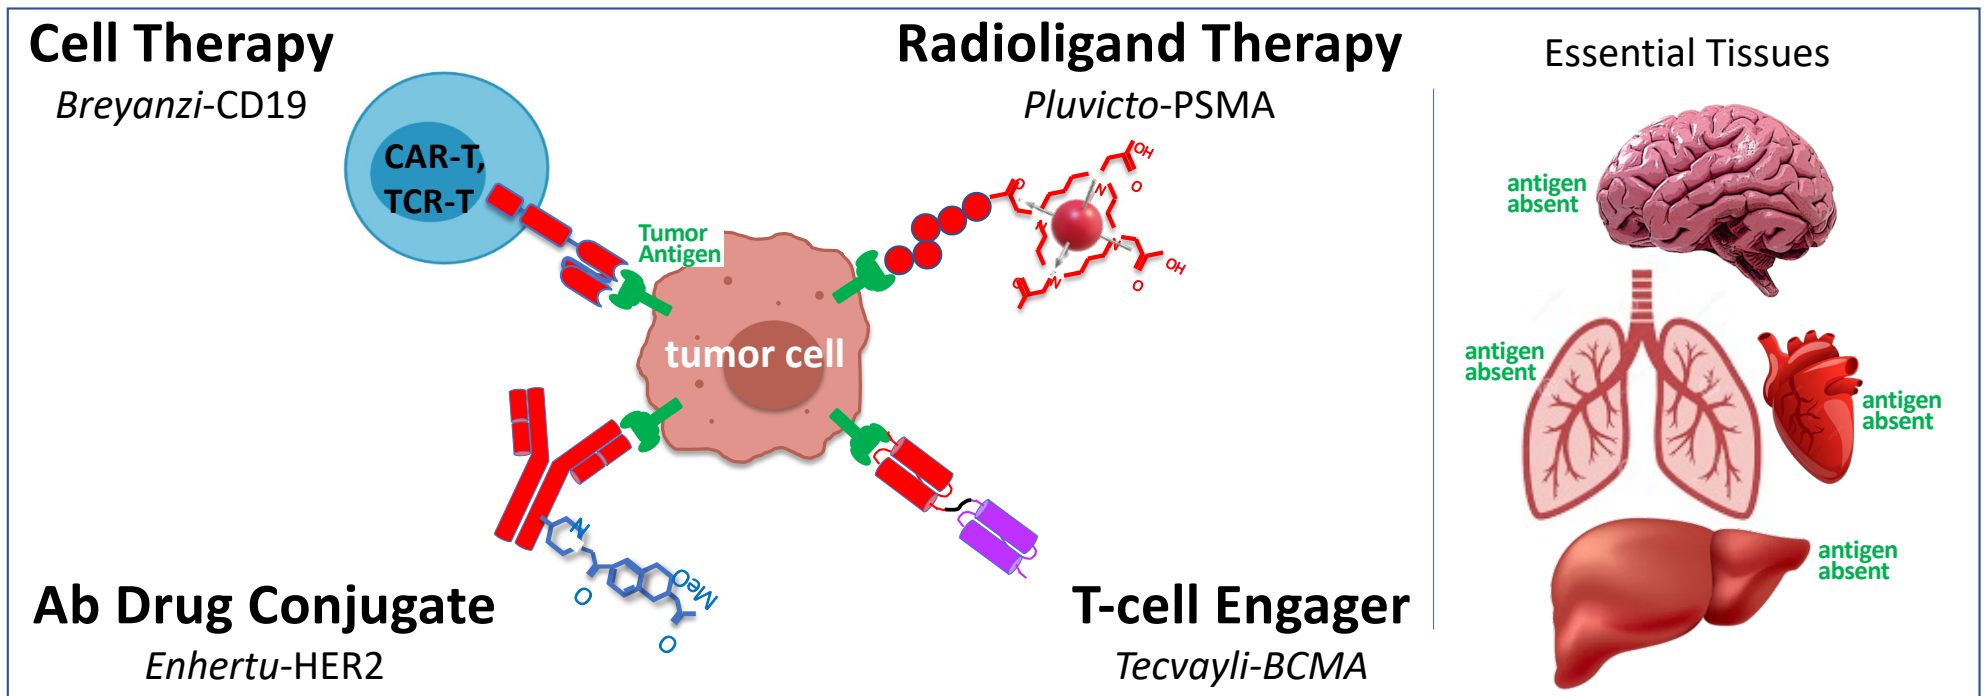 Cell Therapy
Breyanzi-CD19
CAR-T,
TCR-T
Tumor
Antigen
tumor cell
Radioligand Therapy
Pluvicto-PSMA
OH
O
N
O
N
N
OH
O
N
O
Ab Drug Conjugate
Enhertu-HER2
N
O
MeO
O
T-cell Engager
Tecvayli-BCMA
Essential Tissues
antigen
absent
antigen
absent
antigen
absent
antigen
absent